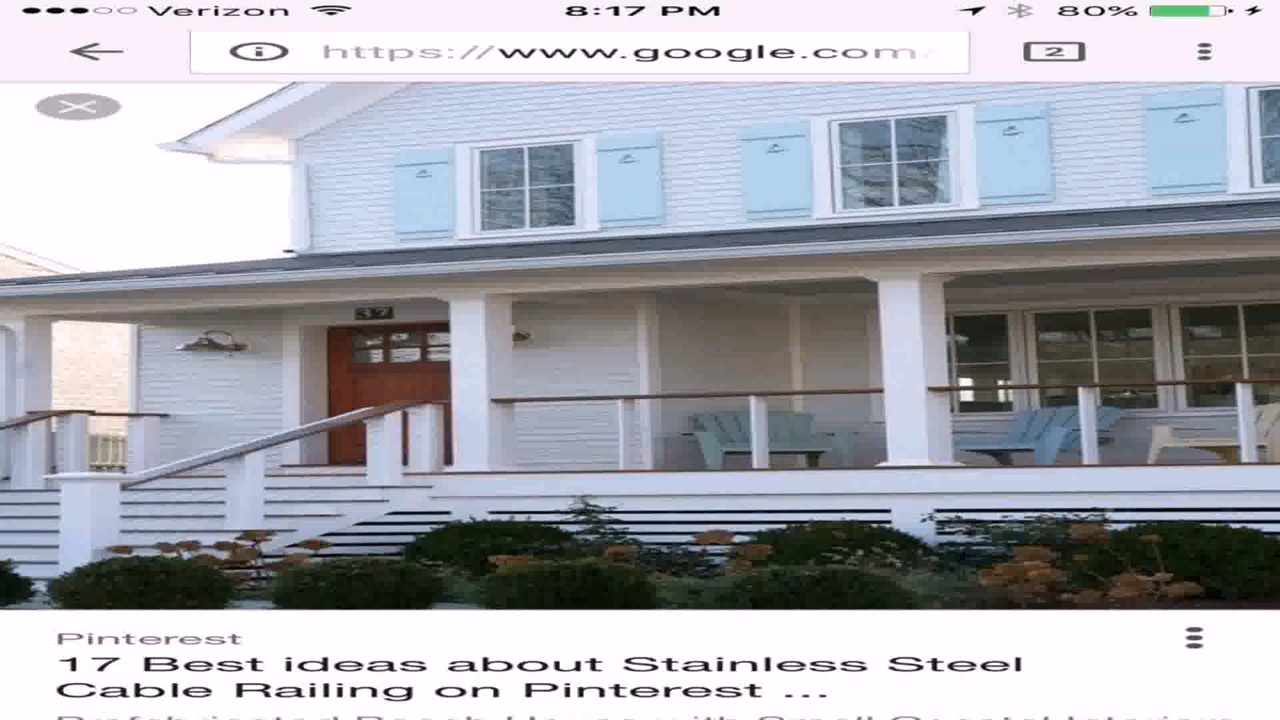 Verizon 8:17 PM 80%
https://www.google.com 2
37
Pinterest
17 Best ideas about Stainless Steel
Cable Railing on Pinterest ...